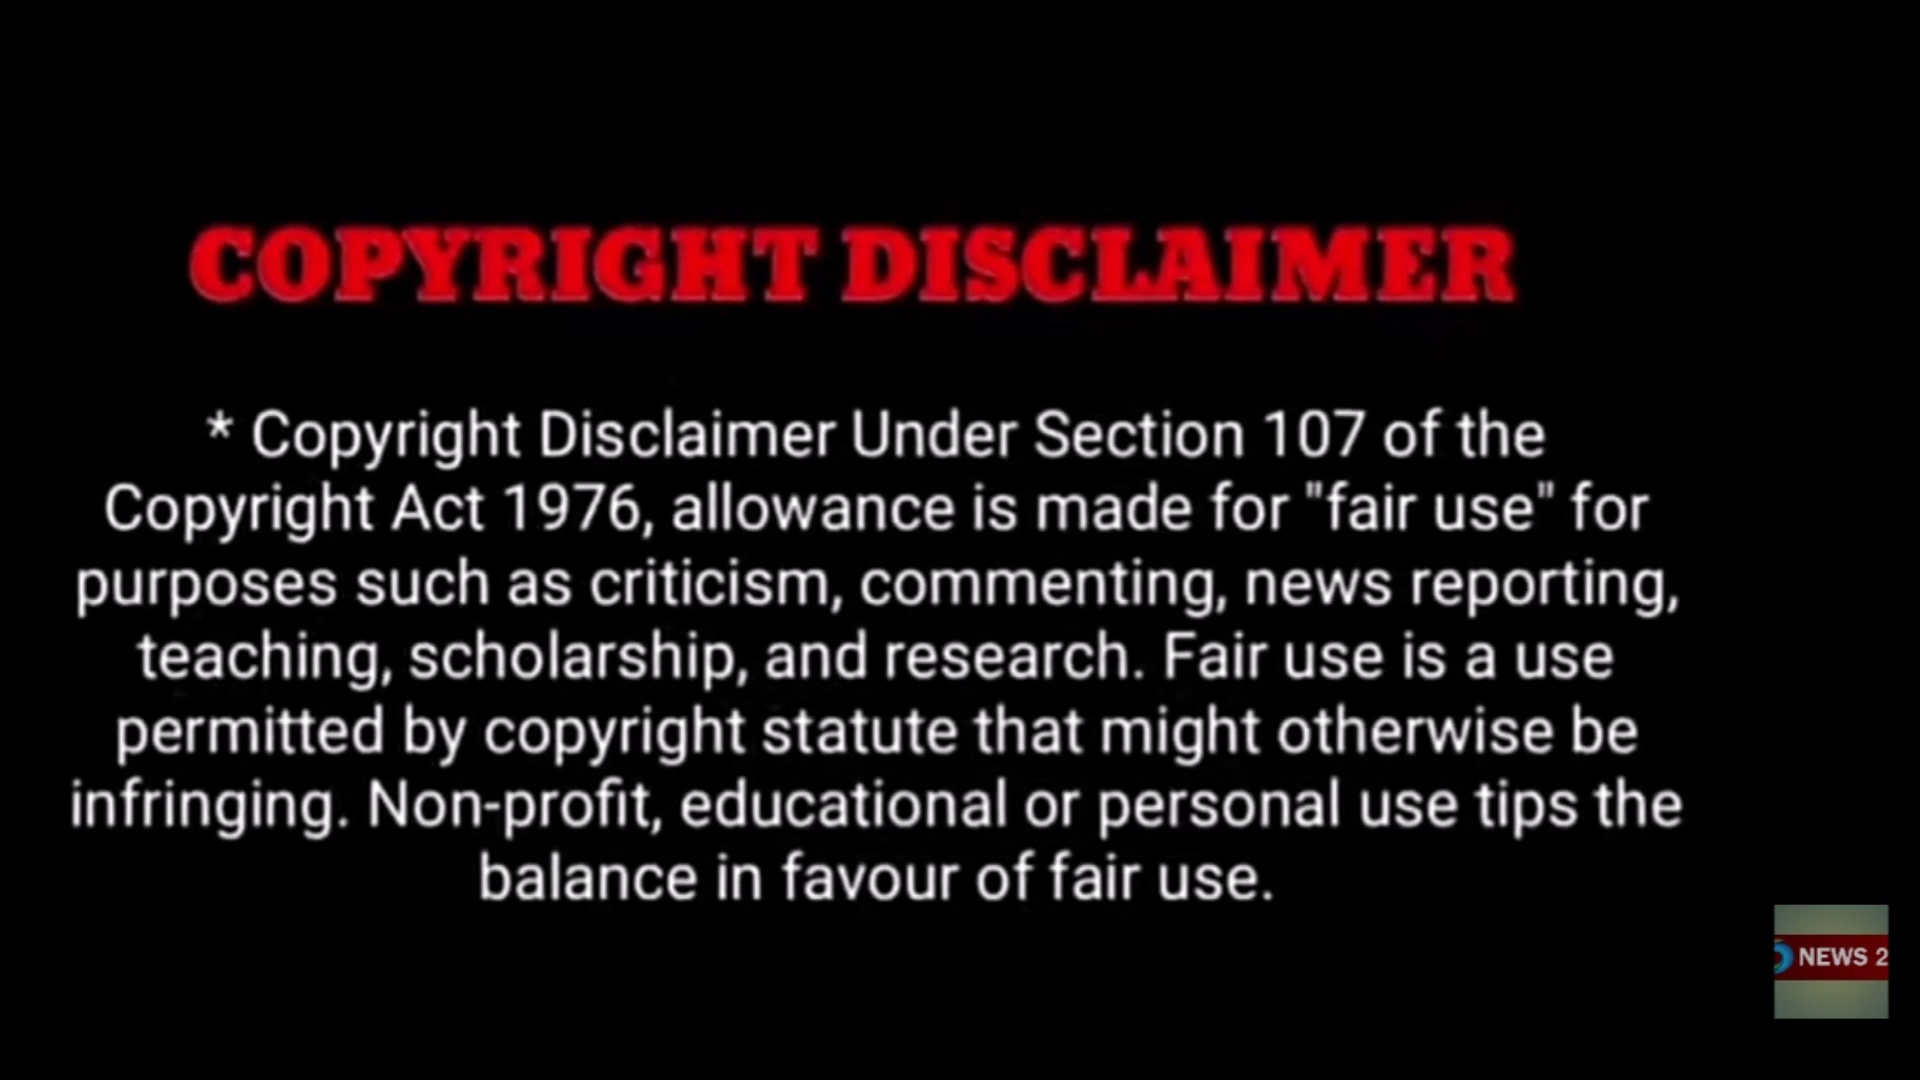 COPYRIGHT DISCLAIMER
* Copyright Disclaimer Under Section 107 of the
Copyright Act 1976, allowance is made for "fair use" for
purposes such as criticism, commenting, news reporting,
teaching, scholarship, and research. Fair use is a use
permitted by copyright statute that might otherwise be
infringing. Non-profit, educational or personal use tips the
balance in favour of fair use.
NEWS 2